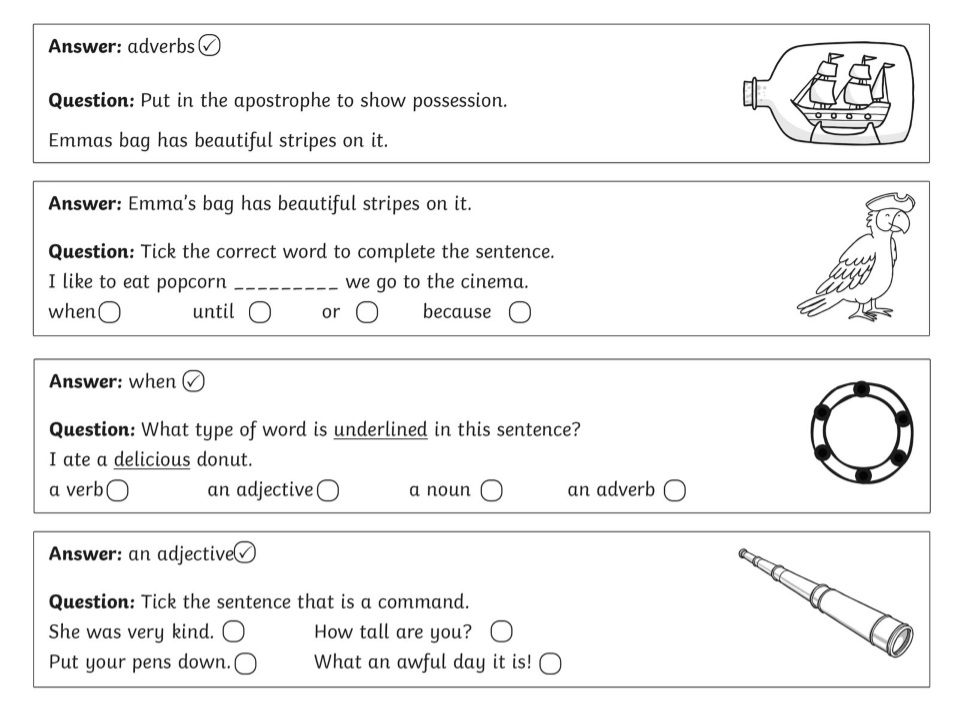 Answer: adverbs ✓
Question: Put in the apostrophe to show possession.
Emmas bag has beautiful stripes on it.
Answer: Emma's bag has beautiful stripes on it.
Question: Tick the correct word to complete the sentence.
I like to eat popcorn _________ we go to the cinema.
when until or because
Answer: when ✓
Question: What type of word is underlined in this sentence?
I ate a delicious donut.
a verb an adjective a noun an adverb
Answer: an adjective ✓
Question: Tick the sentence that is a command.
She was very kind. How tall are you?
Put your pens down. What an awful day it is!